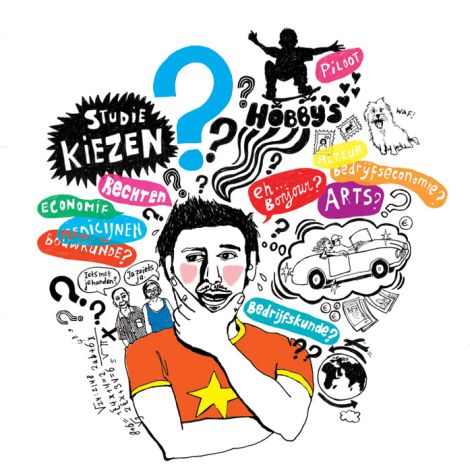 PiLOOT
STUDIE
KIEZEN
HOBBY'S
WAF!
ACTEUR
Bedrijfseconomie?
RECHTEN
eh..
Bonjour?
ARTS?
ECONOMIE
MEDICIJNEN
BOUWKUNDE?
Iets met
je handen?
Ja zoiets
ja.
Bedrijfskunde?